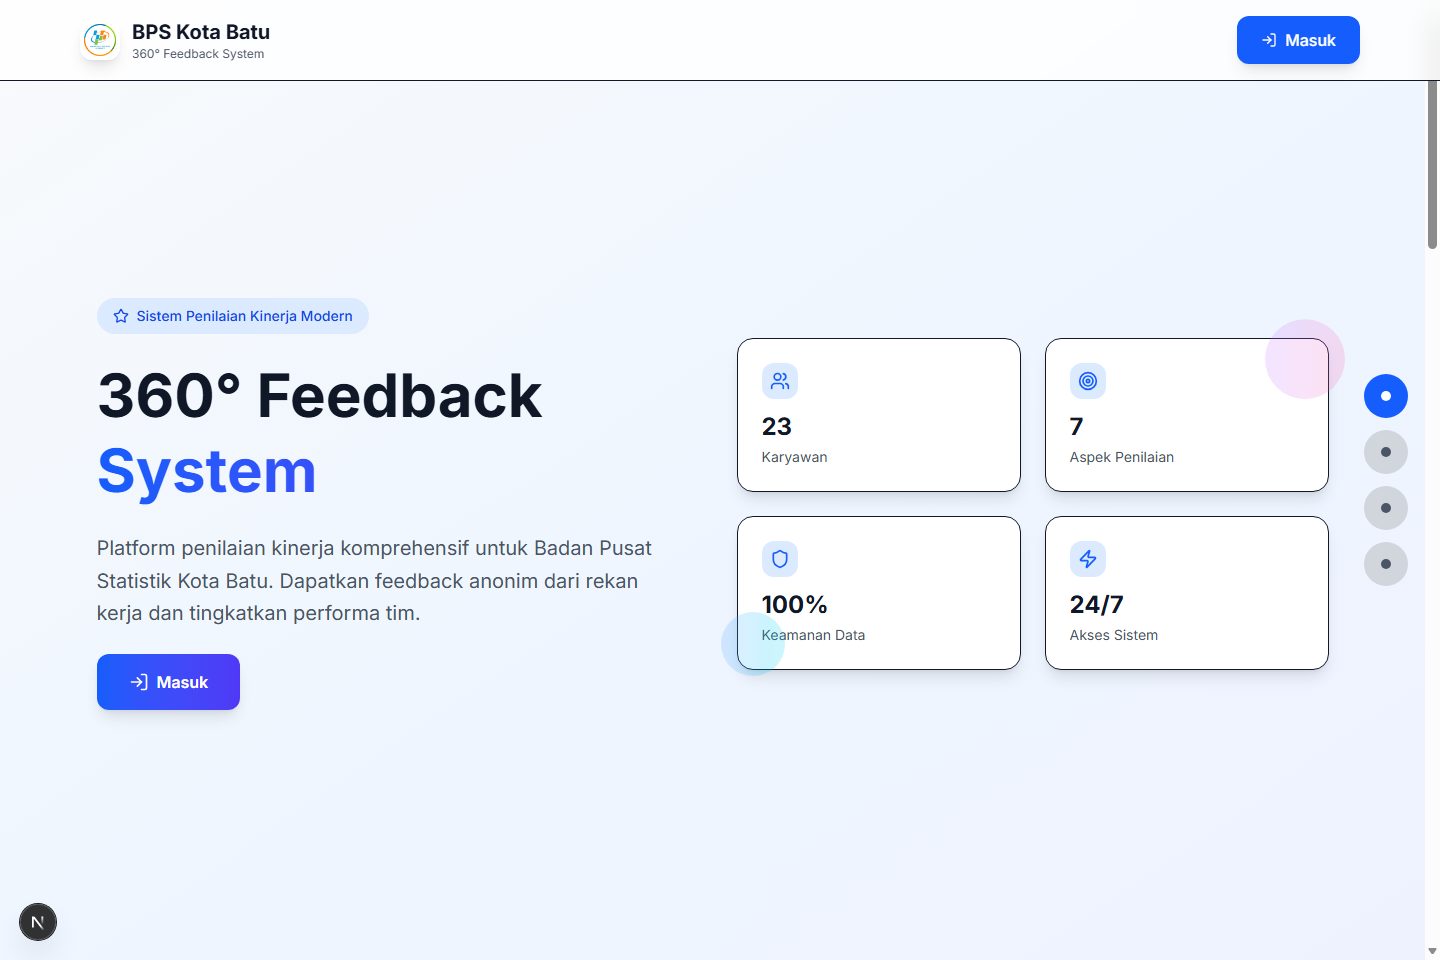 BPS Kota Batu
360° Feedback System
Masuk
Sistem Penilaian Kinerja Modern
360° Feedback
System
Platform penilaian kinerja komprehensif untuk Badan Pusat
Statistik Kota Batu. Dapatkan feedback anonim dari rekan
kerja dan tingkatkan performa tim.
Masuk
23
Karyawan
7
Aspek Penilaian
100%
Keamanan Data
24/7
Akses Sistem
N